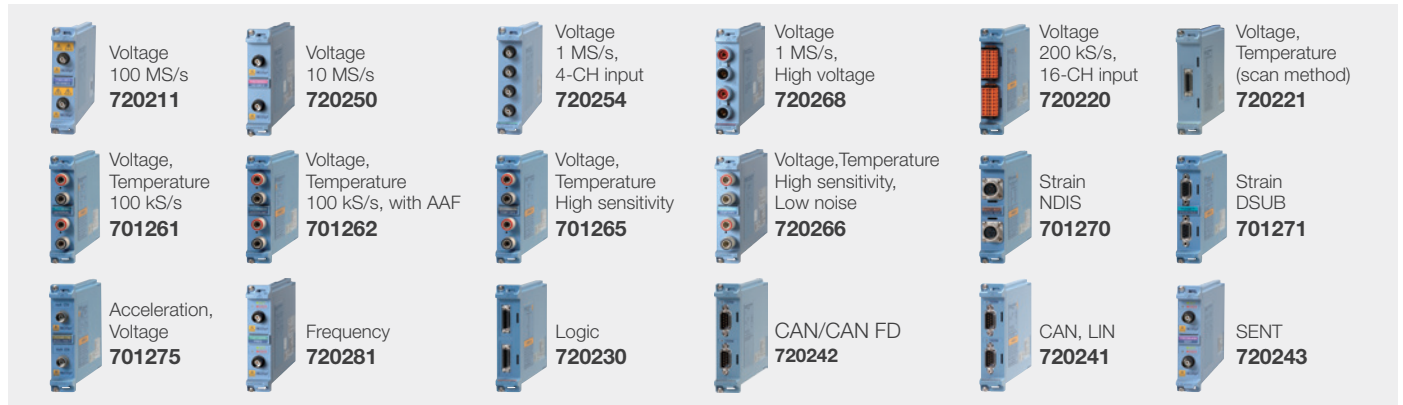 Voltage
100 MS/s
720211
Voltage
10 MS/s
720250
Voltage
1 MS/s,
4-CH input
720254
Voltage
1 MS/s,
High voltage
720268
Voltage
200 kS/s,
16-CH input
720220
Voltage,
Temperature
(scan method)
720221
Voltage,
Temperature
100 kS/s
701261
Voltage,
Temperature
100 kS/s, with AAF
701262
Voltage,
Temperature
High sensitivity
701265
Voltage,Temperature
High sensitivity,
Low noise
720266
Strain
NDIS
701270
Strain
DSUB
701271
Acceleration,
Voltage
701275
Frequency
720281
Logic
720230
CAN/CAN FD
720242
CAN, LIN
720241
SENT
720243